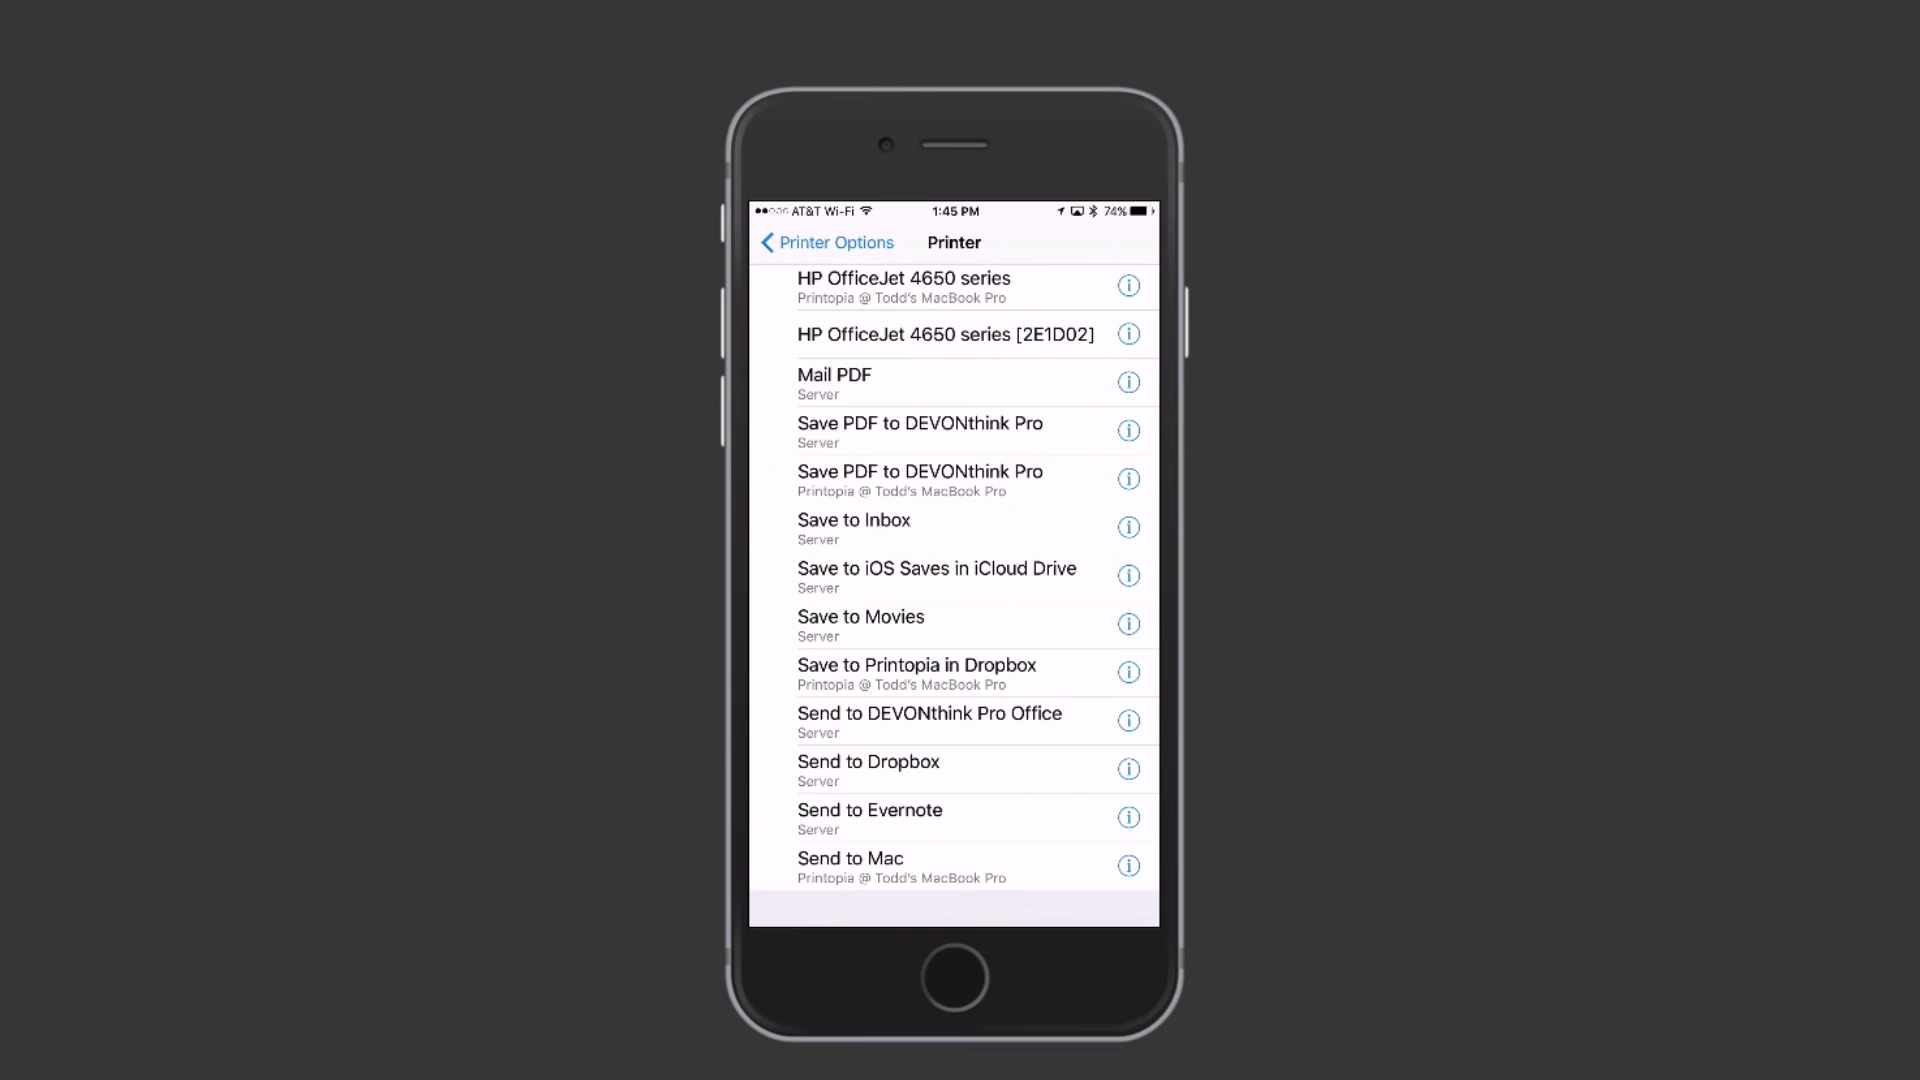 AT&T Wi-Fi 1:45 PM 74%
Printer Options Printer
HP OfficeJet 4650 series
Printopia @ Todd's MacBook Pro
HP OfficeJet 4650 series [2E1D02]
Mail PDF
Server
Save PDF to DEVONthink Pro
Server
Save PDF to DEVONthink Pro
Printopia @ Todd's MacBook Pro
Save to Inbox
Server
Save to iOS Saves in iCloud Drive
Server
Save to Movies
Server
Save to Printopia in Dropbox
Printopia @ Todd's MacBook Pro
Send to DEVONthink Pro Office
Server
Send to Dropbox
Server
Send to Evernote
Server
Send to Mac
Printopia @ Todd's MacBook Pro